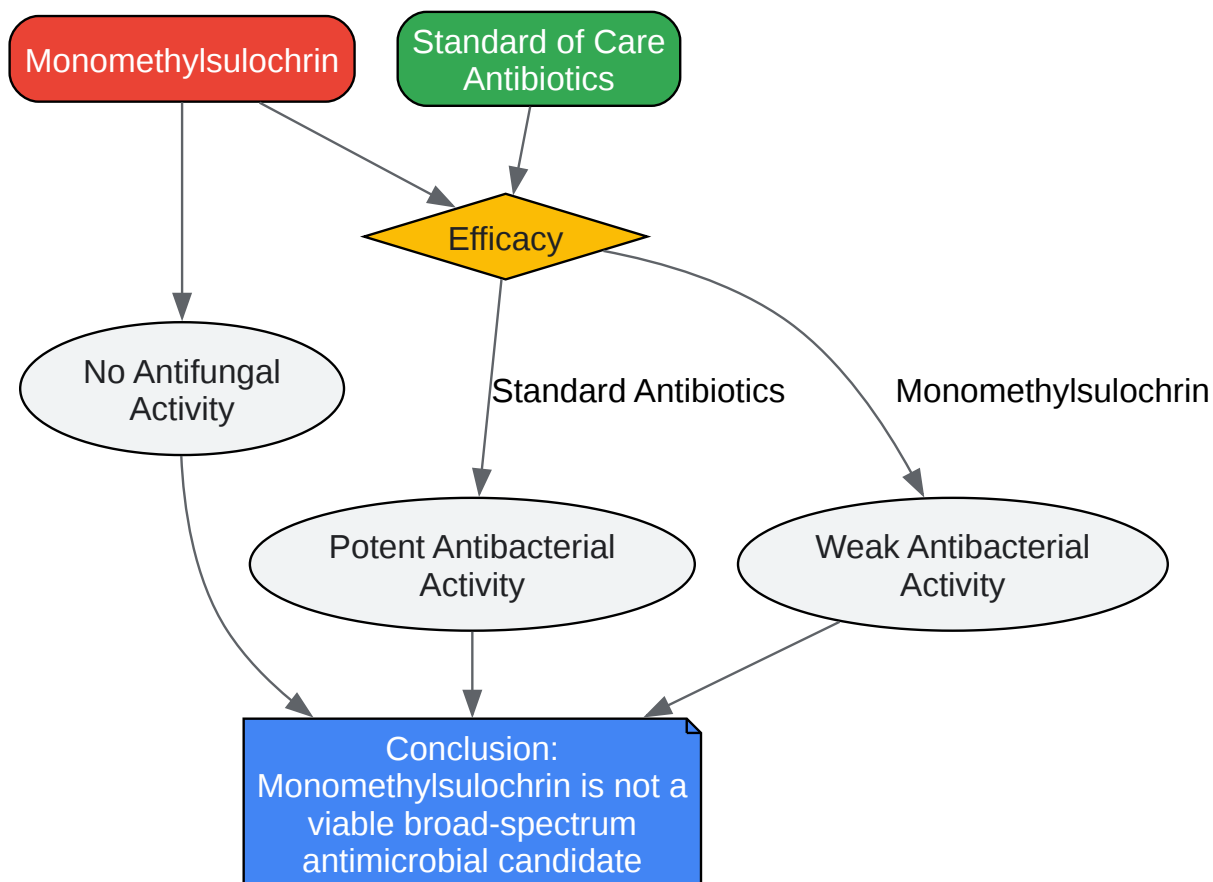 Monomethylsulochrin
Standard of Care
Antibiotics
Efficacy
No Antifungal
Activity
Standard Antibiotics
Monomethylsulochrin
Potent Antibacterial
Activity
Weak Antibacterial
Activity
Conclusion:
Monomethylsulochrin is not a
viable broad-spectrum
antimicrobial candidate